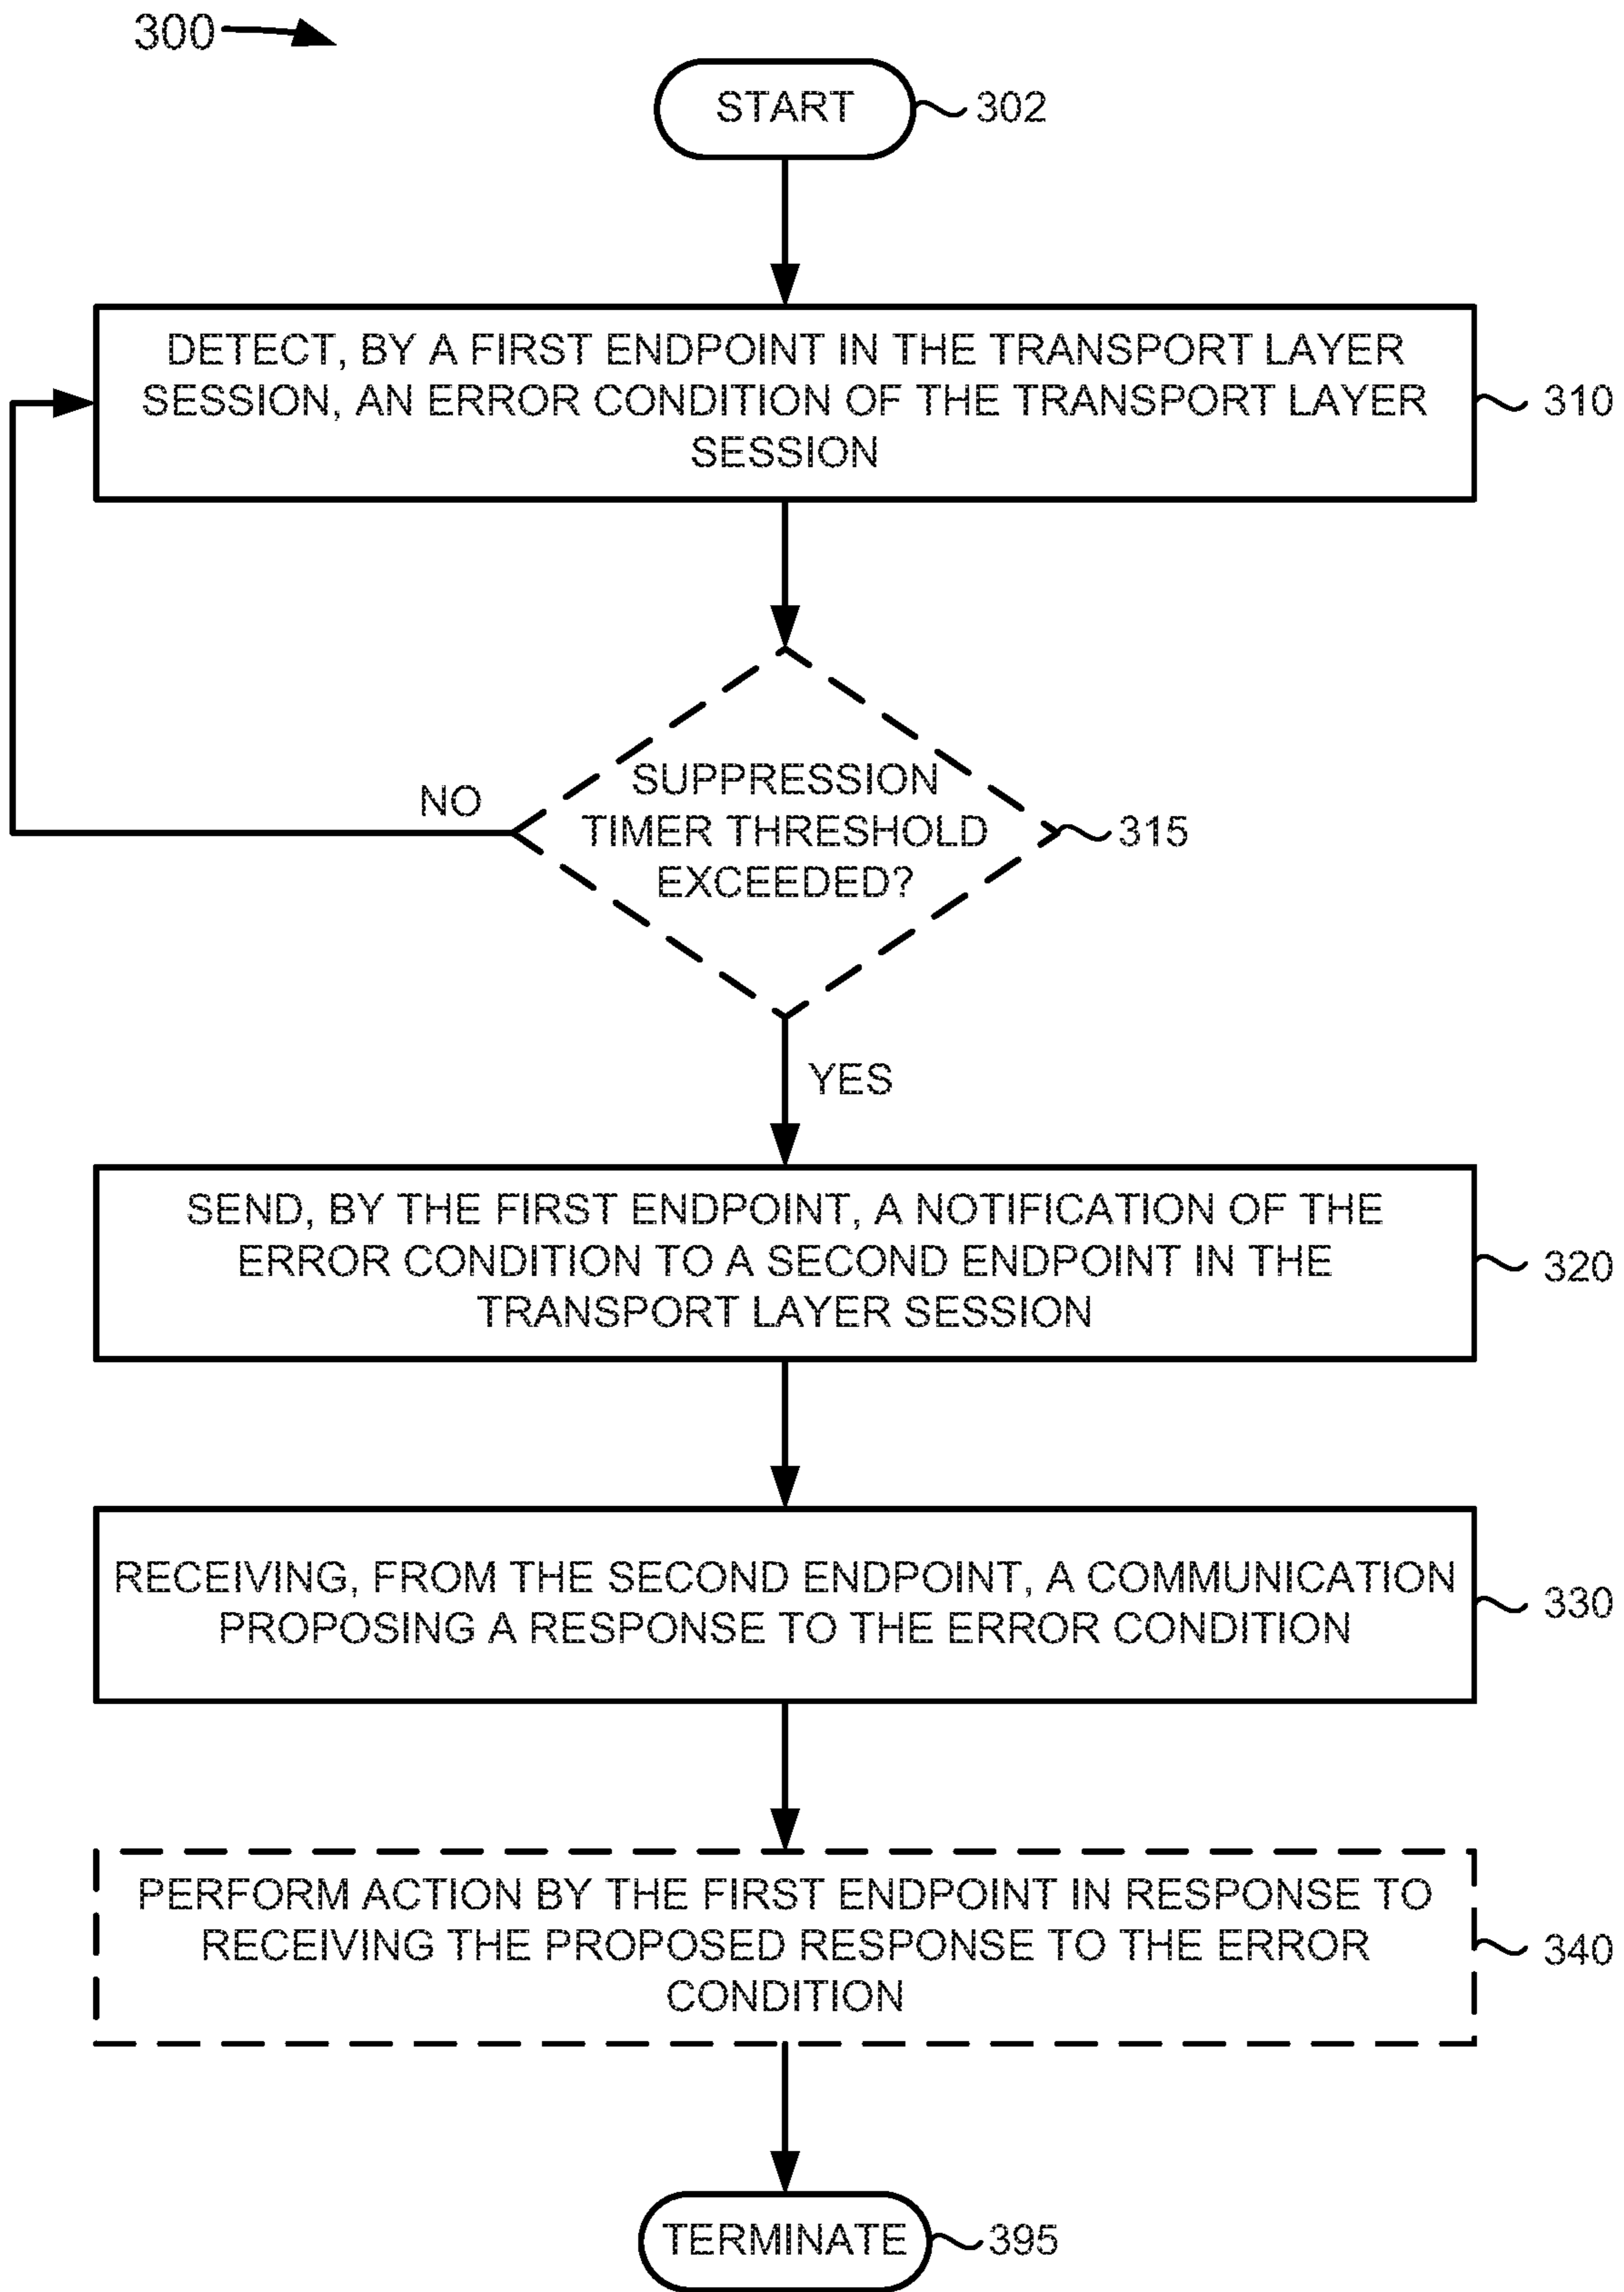 300
START
302
DETECT, BY A FIRST ENDPOINT IN THE TRANSPORT LAYER
SESSION, AN ERROR CONDITION OF THE TRANSPORT LAYER
SESSION
310
SUPPRESSION
TIMER THRESHOLD
EXCEEDED?
315
NO
YES
SEND, BY THE FIRST ENDPOINT, A NOTIFICATION OF THE
ERROR CONDITION TO A SECOND ENDPOINT IN THE
TRANSPORT LAYER SESSION
320
RECEIVING, FROM THE SECOND ENDPOINT, A COMMUNICATION
PROPOSING A RESPONSE TO THE ERROR CONDITION
330
PERFORM ACTION BY THE FIRST ENDPOINT IN RESPONSE TO
RECEIVING THE PROPOSED RESPONSE TO THE ERROR
CONDITION
340
TERMINATE
395